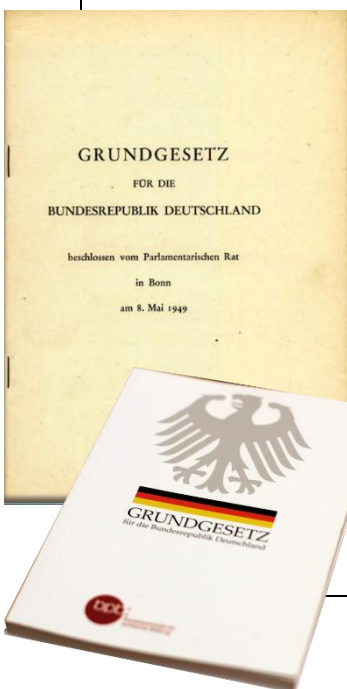 GRUNDGESETZ
FÜR DIE
BUNDESREPUBLIK DEUTSCHLAND
beschlossen vom Parlamentarischen Rat
in Bonn
am 8. Mai 1949
GRUNDGESETZ
für die Bundesrepublik Deutschland
bpb